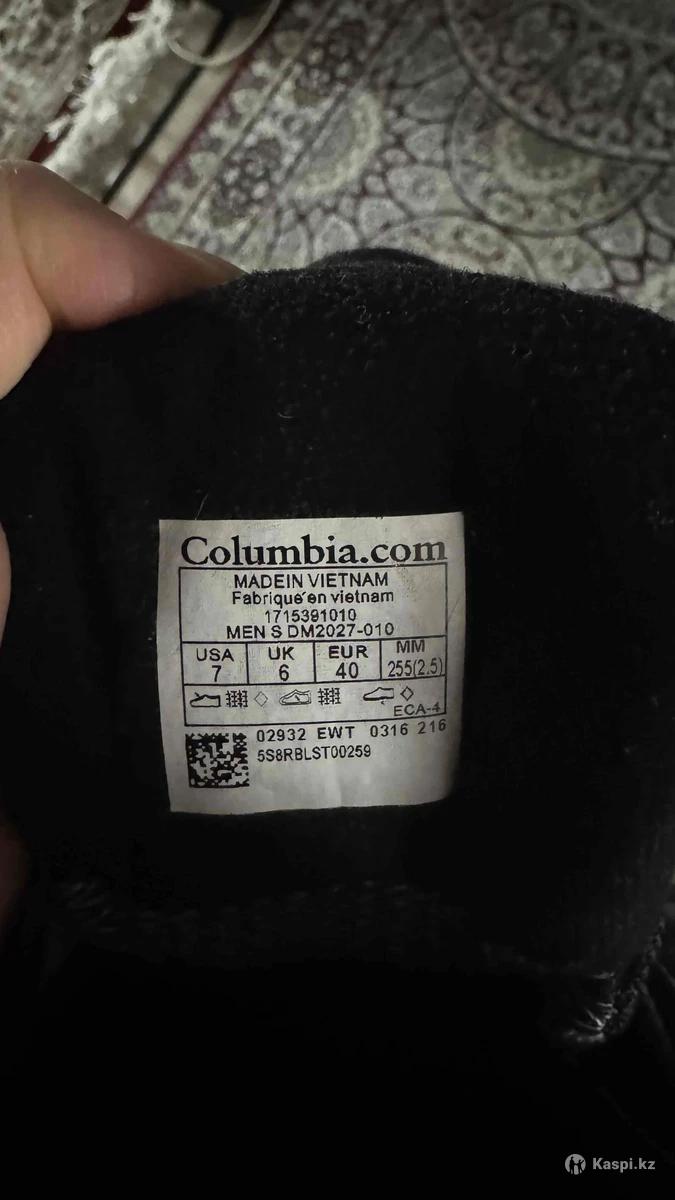 Columbia.com
MADEIN VIETNAM
Fabrique´en vietnam
1715391010
MEN S DM2027-010
USA UK EUR MM
7 6 40 255(2.5)
ECA-4
02932 EWT 0316 216
5S8RBLST00259
Kaspi.kz